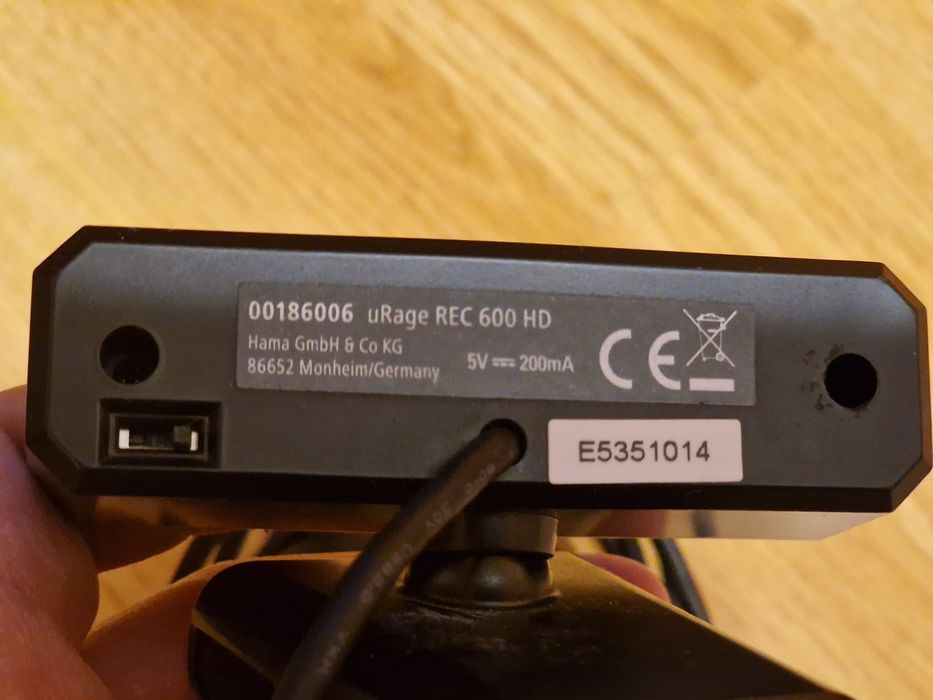 00186006 uRage REC 600 HD
Hama GmbH & Co KG
86652 Monheim/Germany
5V ⎓ 200mA
CE
E5351014